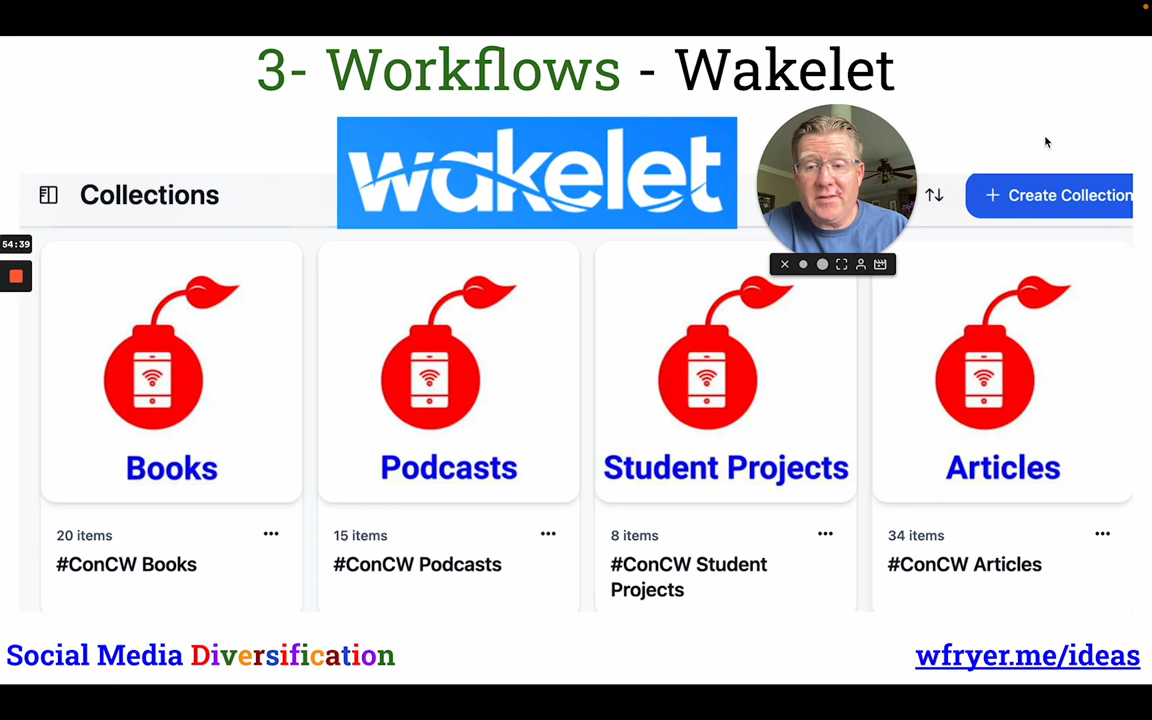 3- Workflows - Wakelet
wakelet
Collections
+ Create Collection
54:39
Books
Podcasts
Student Projects
Articles
20 items
15 items
8 items
34 items
#ConCW Books
#ConCW Podcasts
#ConCW Student
Projects
#ConCW Articles
Social Media Diversification
wfryer.me/ideas